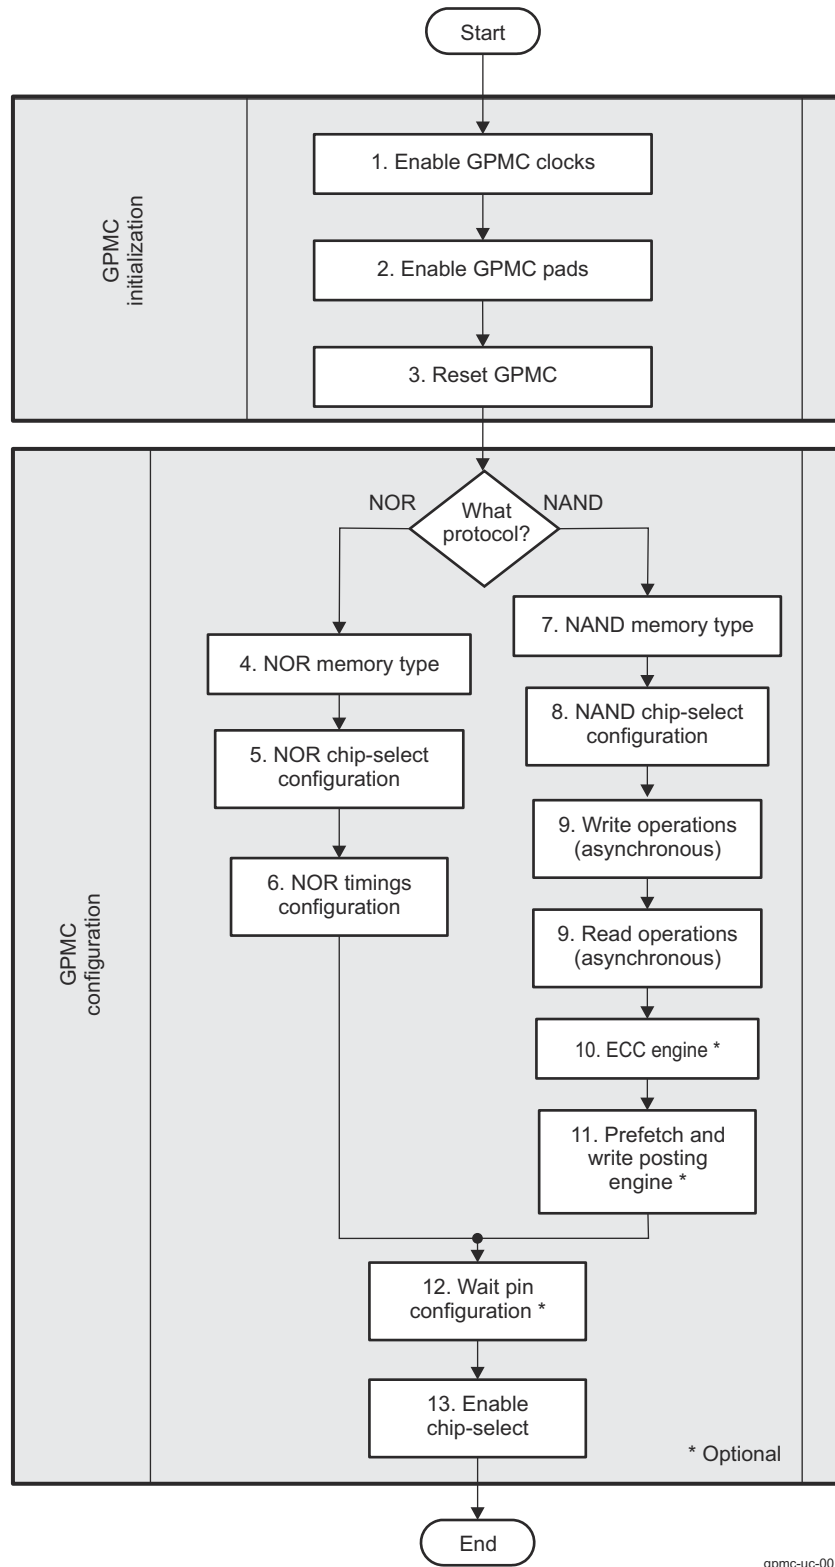 Start
GPMC
initialization
1. Enable GPMC clocks
2. Enable GPMC pads
3. Reset GPMC
GPMC
configuration
What
protocol?
NOR
NAND
4. NOR memory type
5. NOR chip-select
configuration
6. NOR timings
configuration
7. NAND memory type
8. NAND chip-select
configuration
9. Write operations
(asynchronous)
9. Read operations
(asynchronous)
10. ECC engine *
11. Prefetch and
write posting
engine *
12. Wait pin
configuration *
13. Enable
chip-select
* Optional
End